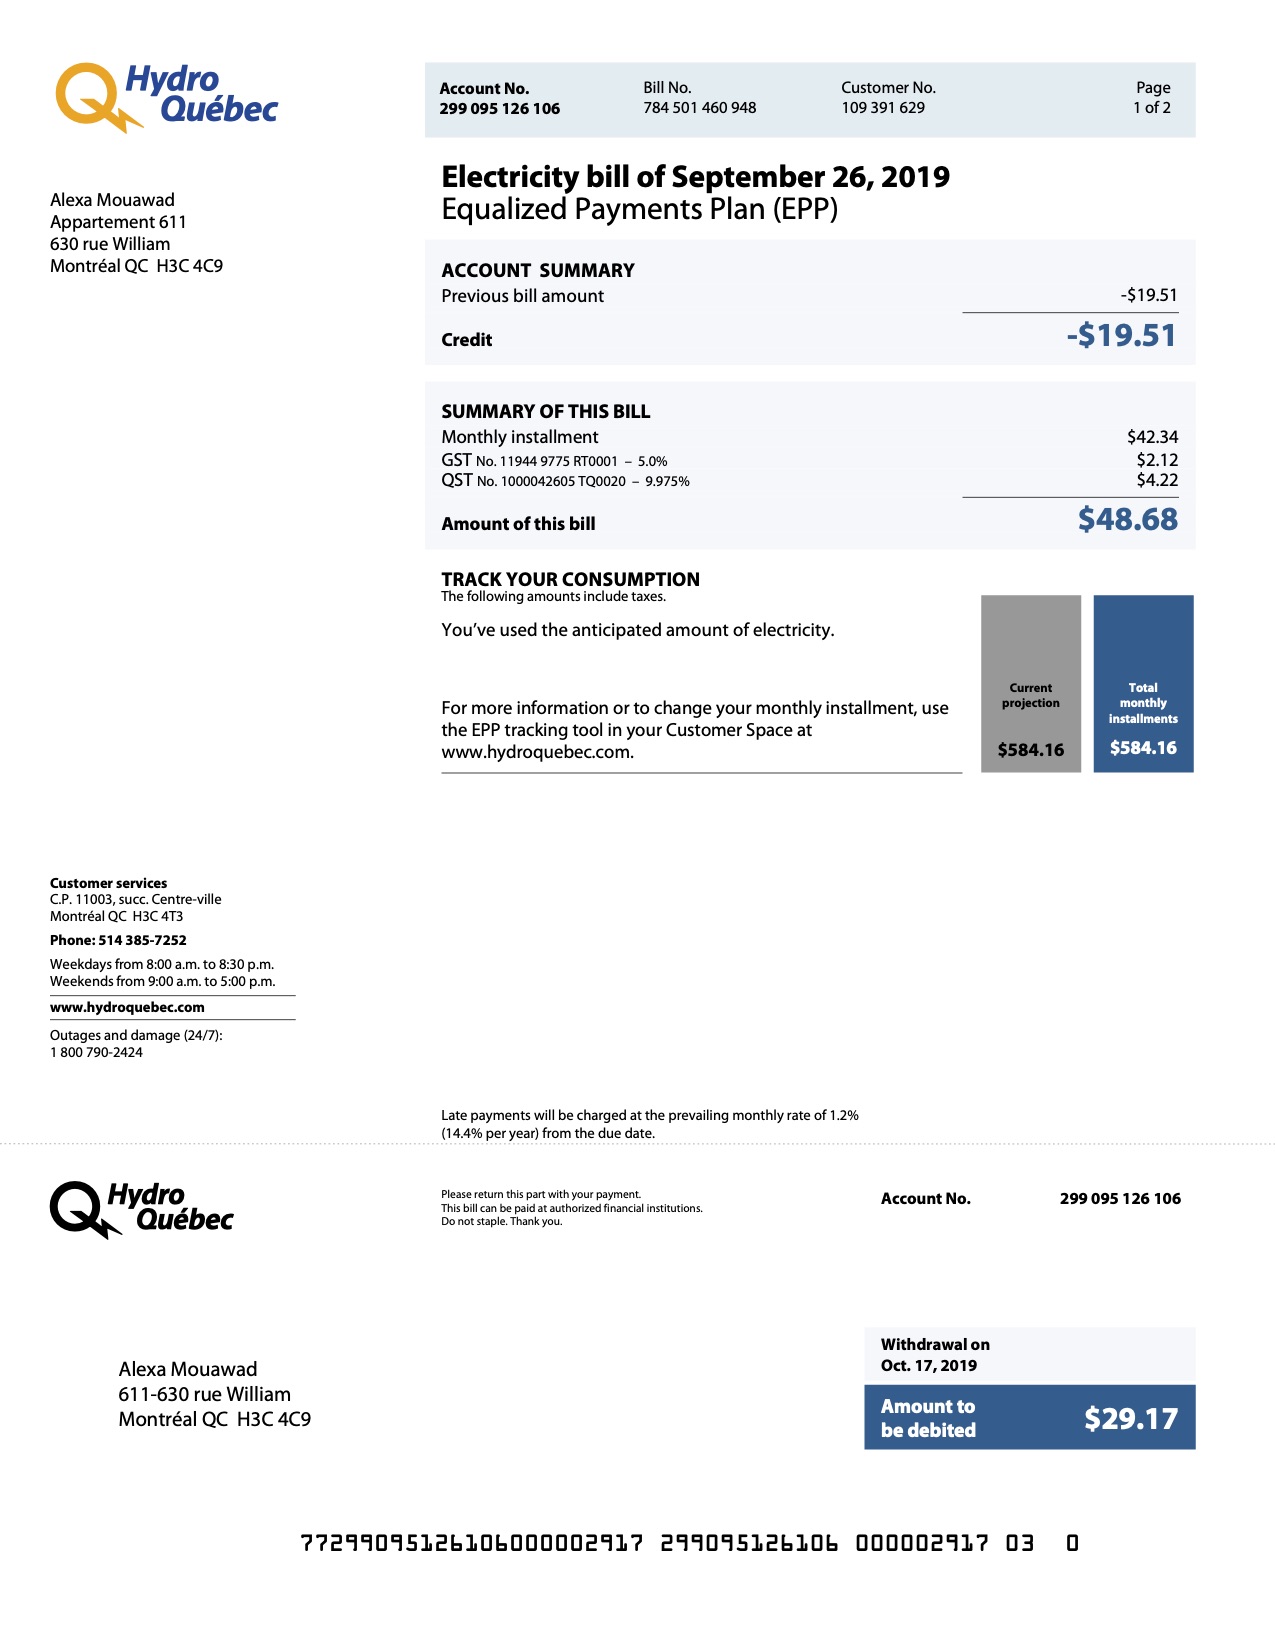 Hydro
Québec
Account No.
299 095 126 106
Bill No.
784 501 460 948
Customer No.
109 391 629
Page
1 of 2
Alexa Mouawad
Appartement 611
630 rue William
Montréal QC  H3C 4C9
Electricity bill of September 26, 2019
Equalized Payments Plan (EPP)
ACCOUNT  SUMMARY
Previous bill amount -$19.51
Credit -$19.51
SUMMARY OF THIS BILL
Monthly installment $42.34
GST No. 11944 9775 RT0001 – 5.0% $2.12
QST No. 1000042605 TQ0020 – 9.975% $4.22
Amount of this bill $48.68
TRACK YOUR CONSUMPTION
The following amounts include taxes.
You've used the anticipated amount of electricity.
For more information or to change your monthly installment, use
the EPP tracking tool in your Customer Space at
www.hydroquebec.com.
Current
projection
$584.16
Total
monthly
installments
$584.16
Customer services
C.P. 11003, succ. Centre-ville
Montréal QC  H3C 4T3
Phone: 514 385-7252
Weekdays from 8:00 a.m. to 8:30 p.m.
Weekends from 9:00 a.m. to 5:00 p.m.
www.hydroquebec.com
Outages and damage (24/7):
1 800 790-2424
Late payments will be charged at the prevailing monthly rate of 1.2%
(14.4% per year) from the due date.
Hydro
Québec
Please return this part with your payment.
This bill can be paid at authorized financial institutions.
Do not staple. Thank you.
Account No. 299 095 126 106
Alexa Mouawad
611-630 rue William
Montréal QC  H3C 4C9
Withdrawal on
Oct. 17, 2019
Amount to
be debited
$29.17
77299095126106000002917 299095126106 000002917 03  0